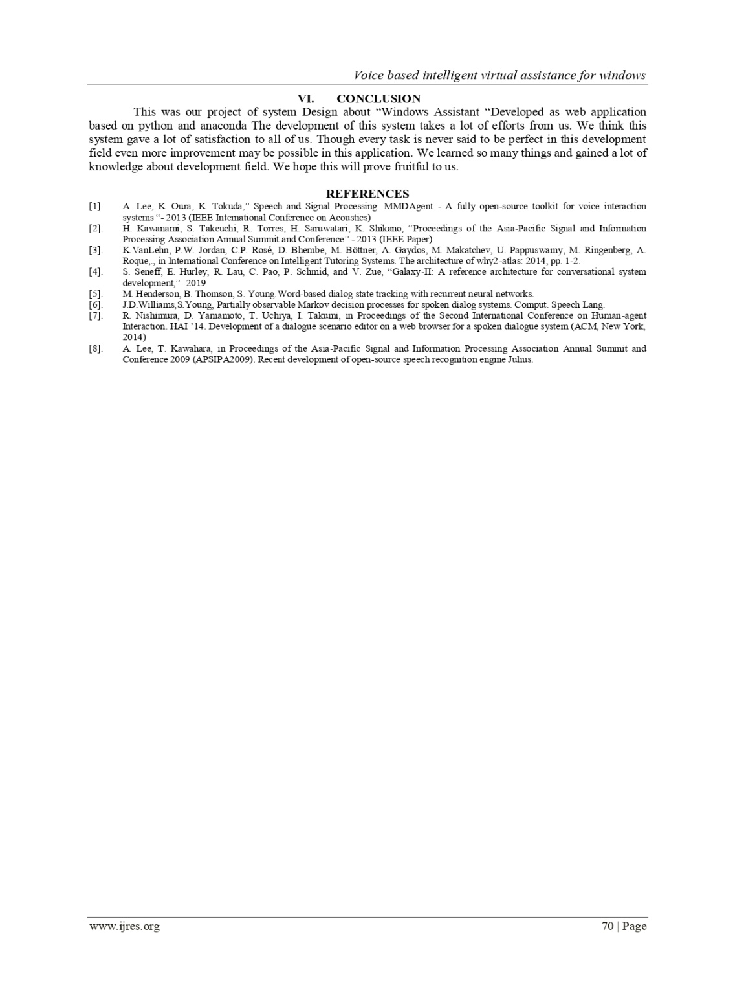 Voice based intelligent virtual assistance for windows
VI. CONCLUSION
This was our project of system Design about “Windows Assistant “Developed as web application
based on python and anaconda The development of this system takes a lot of efforts from us. We think this
system gave a lot of satisfaction to all of us. Though every task is never said to be perfect in this development
field even more improvement may be possible in this application. We learned so many things and gained a lot of
knowledge about development field. We hope this will prove fruitful to us.
REFERENCES
[1]. A. Lee, K. Oura, K. Tokuda,” Speech and Signal Processing. MMDAgent - A fully open-source toolkit for voice interaction
systems “- 2013 (IEEE International Conference on Acoustics)
[2]. H. Kawanami, S. Takeuchi, R. Torres, H. Saruwatari, K. Shikano, “Proceedings of the Asia-Pacific Signal and Information
Processing Association Annual Summit and Conference” - 2013 (IEEE Paper)
[3]. K.VanLehn, P.W. Jordan, C.P. Rosé, D. Bhembe, M. Böttner, A. Gaydos, M. Makatchev, U. Pappuswamy, M. Ringenberg, A.
Roque,., in International Conference on Intelligent Tutoring Systems. The architecture of why2-atlas: 2014, pp. 1-2.
[4]. S. Seneff, E. Hurley, R. Lau, C. Pao, P. Schmid, and V. Zue, “Galaxy-II: A reference architecture for conversational system
development,”- 2019
[5]. M. Henderson, B. Thomson, S. Young.Word-based dialog state tracking with recurrent neural networks.
[6]. J.D.Williams,S.Young, Partially observable Markov decision processes for spoken dialog systems. Comput. Speech Lang.
[7]. R. Nishimura, D. Yamamoto, T. Uchiya, I. Takumi, in Proceedings of the Second International Conference on Human-agent
Interaction. HAI ’14. Development of a dialogue scenario editor on a web browser for a spoken dialogue system (ACM, New York,
2014)
[8]. A. Lee, T. Kawahara, in Proceedings of the Asia-Pacific Signal and Information Processing Association Annual Summit and
Conference 2009 (APSIPA2009). Recent development of open-source speech recognition engine Julius.
www.ijres.org 70 | Page